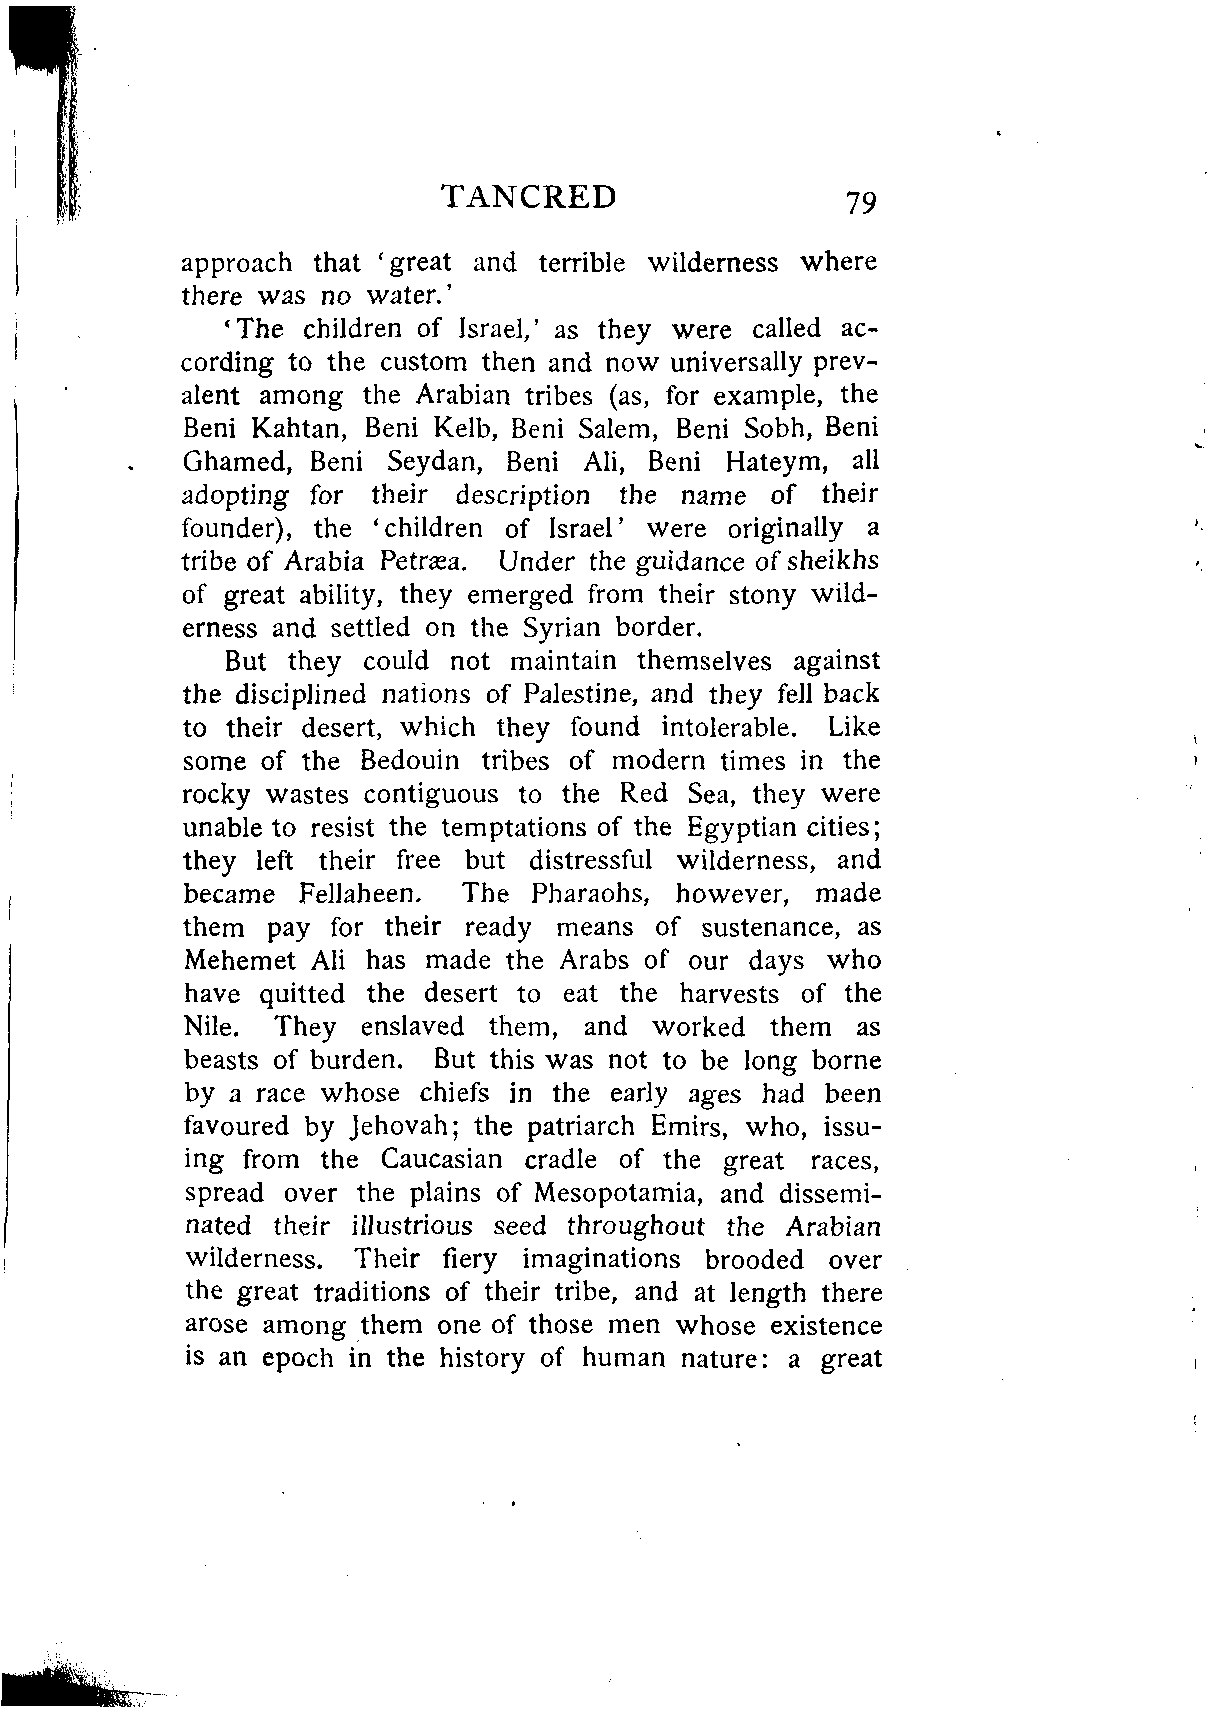 TANCRED 79
approach that ‘great and terrible wilderness where
there was no water.’
‘The children of Israel,’ as they were called ac-
cording to the custom then and now universally prev-
alent among the Arabian tribes (as, for example, the
Beni Kahtan, Beni Kelb, Beni Salem, Beni Sobh, Beni
Ghamed, Beni Seydan, Beni Ali, Beni Hateym, all
adopting for their description the name of their
founder), the ‘children of Israel’ were originally a
tribe of Arabia Petræa. Under the guidance of sheikhs
of great ability, they emerged from their stony wild-
erness and settled on the Syrian border.
But they could not maintain themselves against
the disciplined nations of Palestine, and they fell back
to their desert, which they found intolerable. Like
some of the Bedouin tribes of modern times in the
rocky wastes contiguous to the Red Sea, they were
unable to resist the temptations of the Egyptian cities;
they left their free but distressful wilderness, and
became Fellaheen. The Pharaohs, however, made
them pay for their ready means of sustenance, as
Mehemet Ali has made the Arabs of our days who
have quitted the desert to eat the harvests of the
Nile. They enslaved them, and worked them as
beasts of burden. But this was not to be long borne
by a race whose chiefs in the early ages had been
favoured by Jehovah; the patriarch Emirs, who, issu-
ing from the Caucasian cradle of the great races,
spread over the plains of Mesopotamia, and dissemi-
nated their illustrious seed throughout the Arabian
wilderness. Their fiery imaginations brooded over
the great traditions of their tribe, and at length there
arose among them one of those men whose existence
is an epoch in the history of human nature: a great